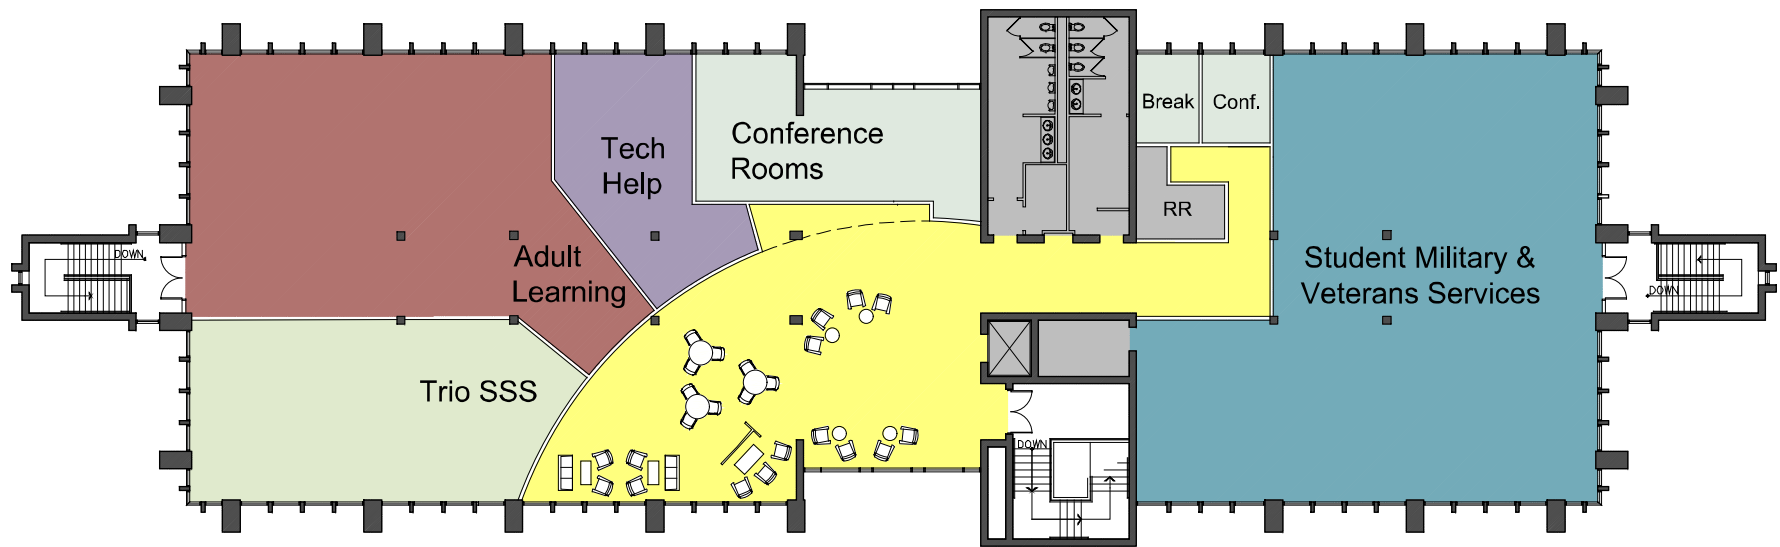 Break
Conf.
Conference
Rooms
Tech
Help
RR
DOWN
Adult
Learning
Student Military &
Veterans Services
DOWN
Trio SSS
DOWN